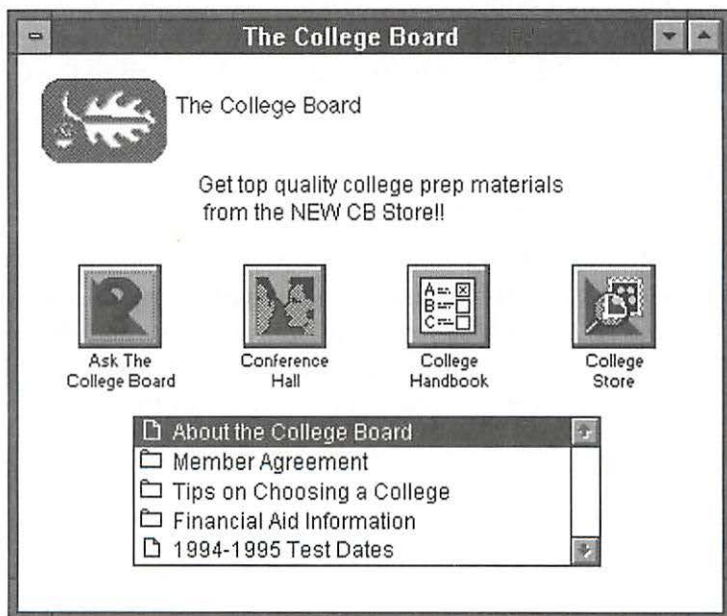 The College Board
The College Board
Get top quality college prep materials
from the NEW CB Store!!
A
B
C
Ask The
College Board
Conference
Hall
College
Handbook
College
Store
About the College Board
Member Agreement
Tips on Choosing a College
Financial Aid Information
1994-1995 Test Dates